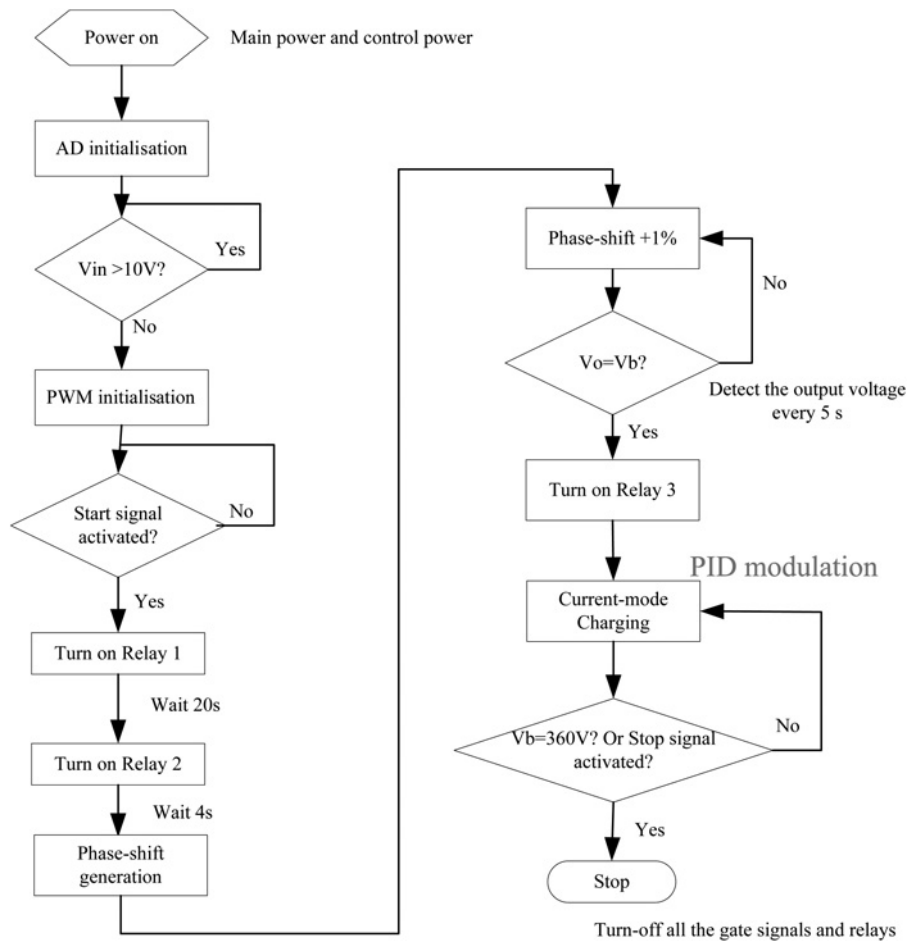 Power on
Main power and control power
AD initialisation
Yes
Vin >10V?
No
PWM initialisation
No
Start signal
activated?
Yes
Turn on Relay 1
Wait 20s
Turn on Relay 2
Wait 4s
Phase-shift
generation
Phase-shift +1%
No
Vo=Vb?
Detect the output voltage
every 5 s
Yes
Turn on Relay 3
PID modulation
Current-mode
Charging
No
Vb=360V? Or Stop signal
activated?
Yes
Stop
Turn-off all the gate signals and relays